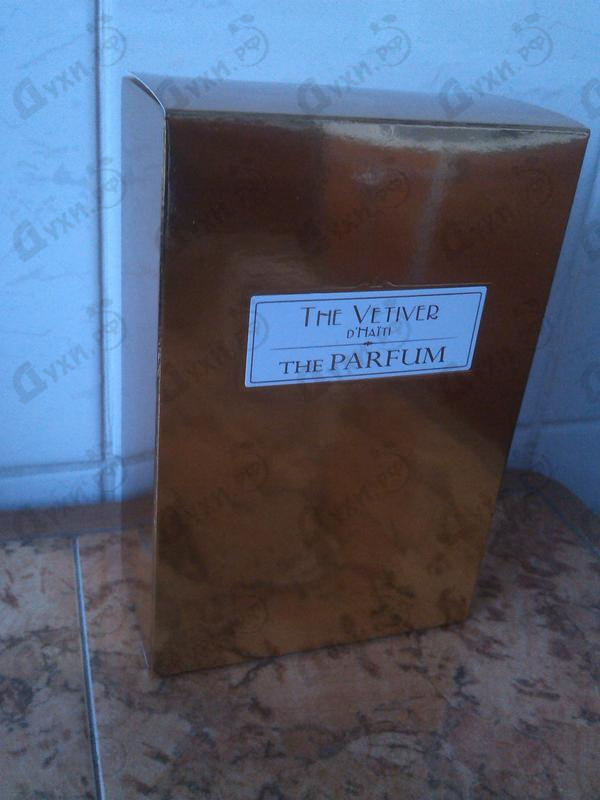 THE VETIVER
D'HAÏTI
THE PARFUM
Духи.рф